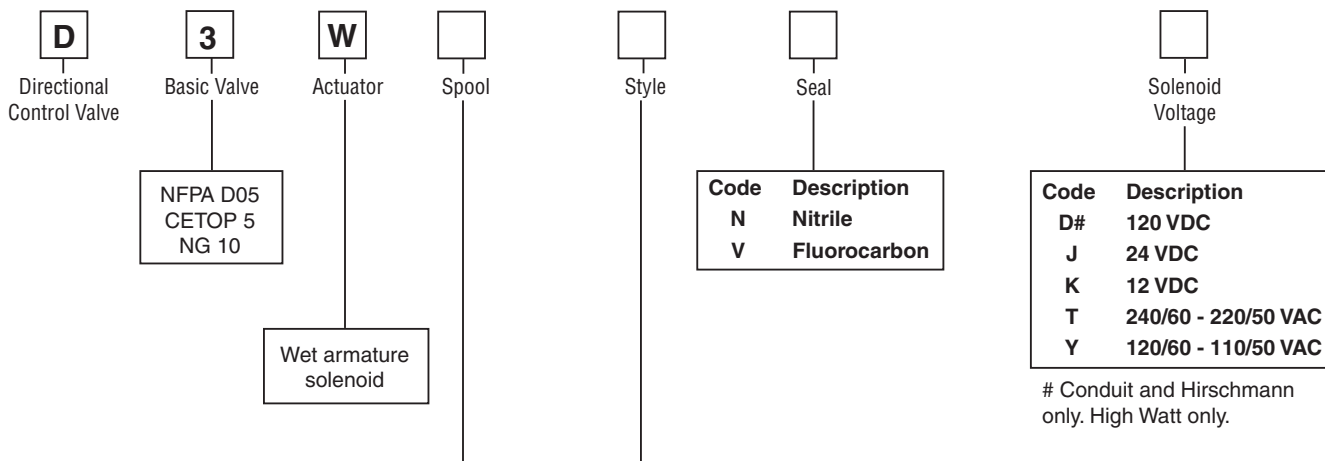 D 3 W
Directional
Control Valve
Basic Valve
Actuator
Spool
Style
Seal
Solenoid
Voltage
NFPA D05
CETOP 5
NG 10
Wet armature
solenoid
Code Description
N Nitrile
V Fluorocarbon
Code Description
D# 120 VDC
J 24 VDC
K 12 VDC
T 240/60 - 220/50 VAC
Y 120/60 - 110/50 VAC
# Conduit and Hirschmann
only. High Watt only.